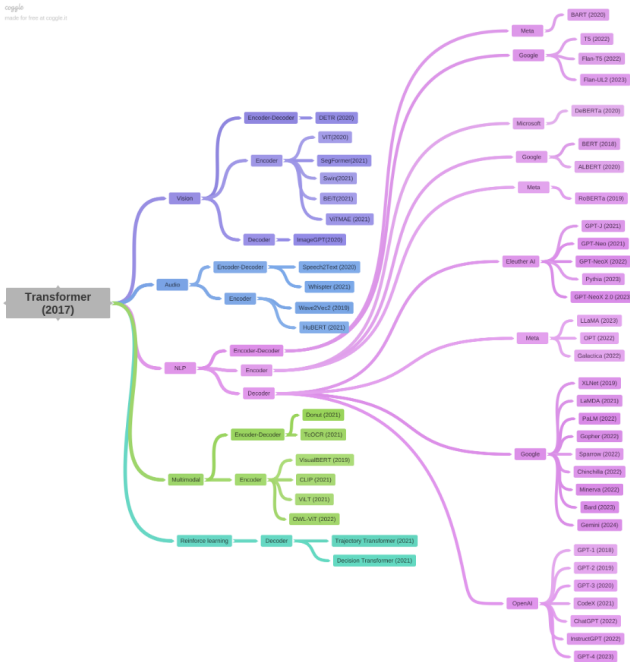 coggle
made for free at coggle.it
Transformer
(2017)
Vision
Encoder-Decoder
DETR (2020)
Encoder
ViT(2020)
SegFormer(2021)
Swin(2021)
BEiT(2021)
ViTMAE (2021)
Decoder
ImageGPT(2020)
Audio
Encoder-Decoder
Speech2Text (2020)
Whisper (2021)
Encoder
Wave2Vec2 (2019)
HuBERT (2021)
NLP
Encoder-Decoder
Meta
BART (2020)
Google
T5 (2022)
Flan-T5 (2022)
Flan-UL2 (2023)
Encoder
Microsoft
DeBERTa (2020)
Google
BERT (2018)
ALBERT (2020)
Meta
RoBERTa (2019)
Decoder
Eleuther AI
GPT-J (2021)
GPT-Neo (2021)
GPT-NeoX (2022)
Pythia (2023)
GPT-NeoX 2.0 (2023
Meta
LLaMA (2023)
OPT (2022)
Galactica (2022)
Google
XLNet (2019)
LaMDA (2021)
PaLM (2022)
Gopher (2022)
Sparrow (2022)
Chinchilla (2022)
Minerva (2022)
Bard (2023)
Gemini (2024)
OpenAI
GPT-1 (2018)
GPT-2 (2019)
GPT-3 (2020)
CodeX (2021)
ChatGPT (2022)
InstructGPT (2022)
GPT-4 (2023)
Multimodal
Encoder-Decoder
Donut (2021)
TrOCR (2021)
Encoder
VisualBERT (2019)
CLIP (2021)
ViLT (2021)
OWL-ViT (2022)
Reinforce learning
Decoder
Trajectory Transformer (2021)
Decision Transformer (2021)